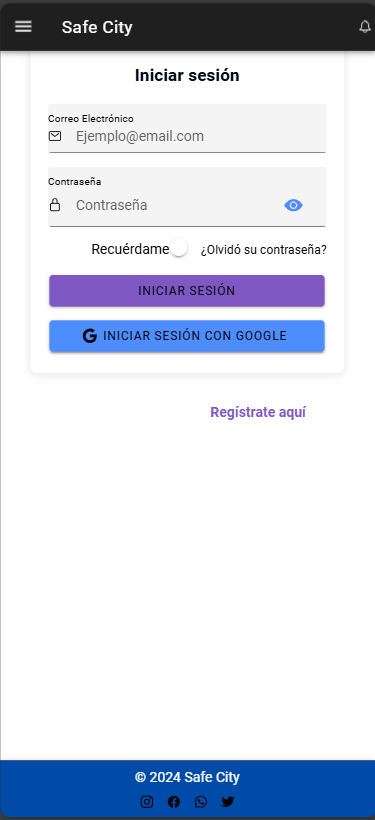 Safe City
Iniciar sesión
Correo Electrónico
Ejemplo@email.com
Contraseña
Contraseña
Recuérdame ¿Olvidó su contraseña?
INICIAR SESIÓN
INICIAR SESIÓN CON GOOGLE
Regístrate aquí
© 2024 Safe City